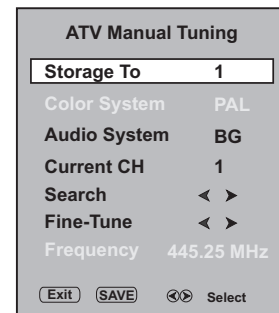 ATV Manual Tuning
Storage To 1
Color System PAL
Audio System BG
Current CH 1
Search
Fine-Tune
Frequency 445.25 MHz
Exit SAVE Select